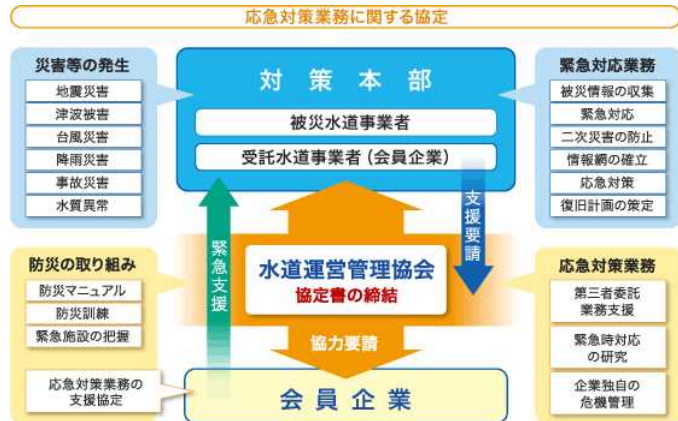 応急対策業務に関する協定
災害等の発生
地震災害
津波被害
台風災害
降雨災害
事故災害
水質異常
対策本部
被災水道事業者
受託水道事業者（会員企業）
緊急対応業務
被災情報の収集
緊急対応
二次災害の防止
情報網の確立
応急対策
復旧計画の策定
緊急支援
支援要請
防災の取り組み
防災マニュアル
防災訓練
緊急施設の把握
応急対策業務の
支援協定
水道運営管理協会
協定書の締結
協力要請
会員企業
応急対策業務
第三者委託
業務支援
緊急時対応
の研究
企業独自の
危機管理